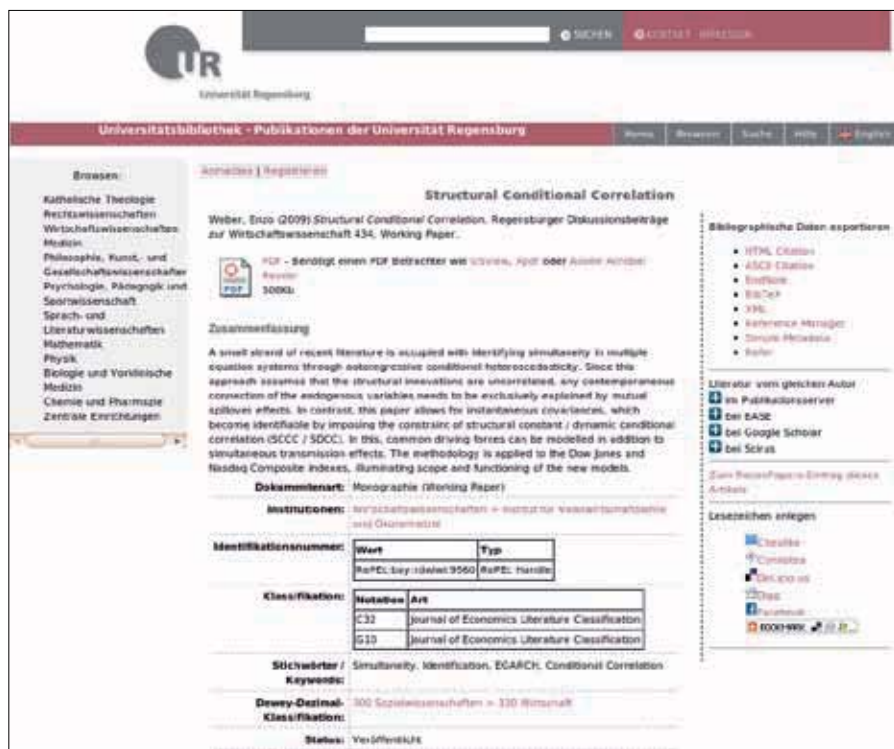 SUCHEN
KONTAKT IMPRESSUM
UR
Universität Regensburg
Universitätsbibliothek - Publikationen der Universität Regensburg
Home Browsen Suche Hilfe English
Browsen:
Katholische Theologie
Rechtswissenschaften
Wirtschaftswissenschaften
Medizin
Philosophie, Kunst,- und
Gesellschaftswissenschaften
Psychologie, Pädagogik und
Sportwissenschaft
Sprach- und
Literaturwissenschaften
Mathematik
Physik
Biologie und Vorklinische
Medizin
Chemie und Pharmazie
Zentrale Einrichtungen
Anmelden | Registrieren
Structural Conditional Correlation
Weber, Enzo (2009) Structural Conditional Correlation. Regensburger Diskussionsbeiträge
zur Wirtschaftswissenschaft 434, Working Paper.
PDF
PDF - Benötigt einen PDF Betrachter wie GSview, Xpdf oder Adobe Acrobat
Reader
508Kb
Zusammenfassung
A small strand of recent literature is occupied with identifying simultaneity in multiple
equation systems through autoregressive conditional heteroscedasticity. Since this
approach assumes that the structural innovations are uncorrelated, any contemporaneous
connection of the endogenous variables needs to be exclusively explained by mutual
spillover effects. In contrast, this paper allows for instantaneous covariances, which
become identifiable by imposing the constraint of structural constant / dynamic conditional
correlation (SCCC / SDCC). In this, common driving forces can be modelled in addition to
simultaneous transmission effects. The methodology is applied to the Dow Jones and
Nasdaq Composite indexes, illuminating scope and functioning of the new models.
Dokumentenart: Monographie (Working Paper)
Institutionen: Wirtschaftswissenschaften > Institut für Volkswirtschaftslehre
und Ökonometrie
Identifikationsnummer:
Wert Typ
RePEc Handle
Klassifikation:
Notation Art
C32 Journal of Economics Literature Classification
G10 Journal of Economics Literature Classification
Stichwörter / Keywords: Simultaneity, Identification, EGARCH, Conditional Correlation
Dewey-Dezimal-Klassifikation: 300 Sozialwissenschaften > 330 Wirtschaft
Status: Veröffentlicht
Bibliographische Daten exportieren
HTML Citation
ASCII Citation
EndNote
BibTeX
XML
Reference Manager
Simple Metadata
Refer
Literatur vom gleichen Autor
im Publikationsserver
bei BASE
bei Google Scholar
bei Scirus
Zum RePEc-Eintrag dieses
Artikels
Lesezeichen anlegen
Citeulike
Connotea
Del.icio.us
Digg
Facebook
BOOKMARK